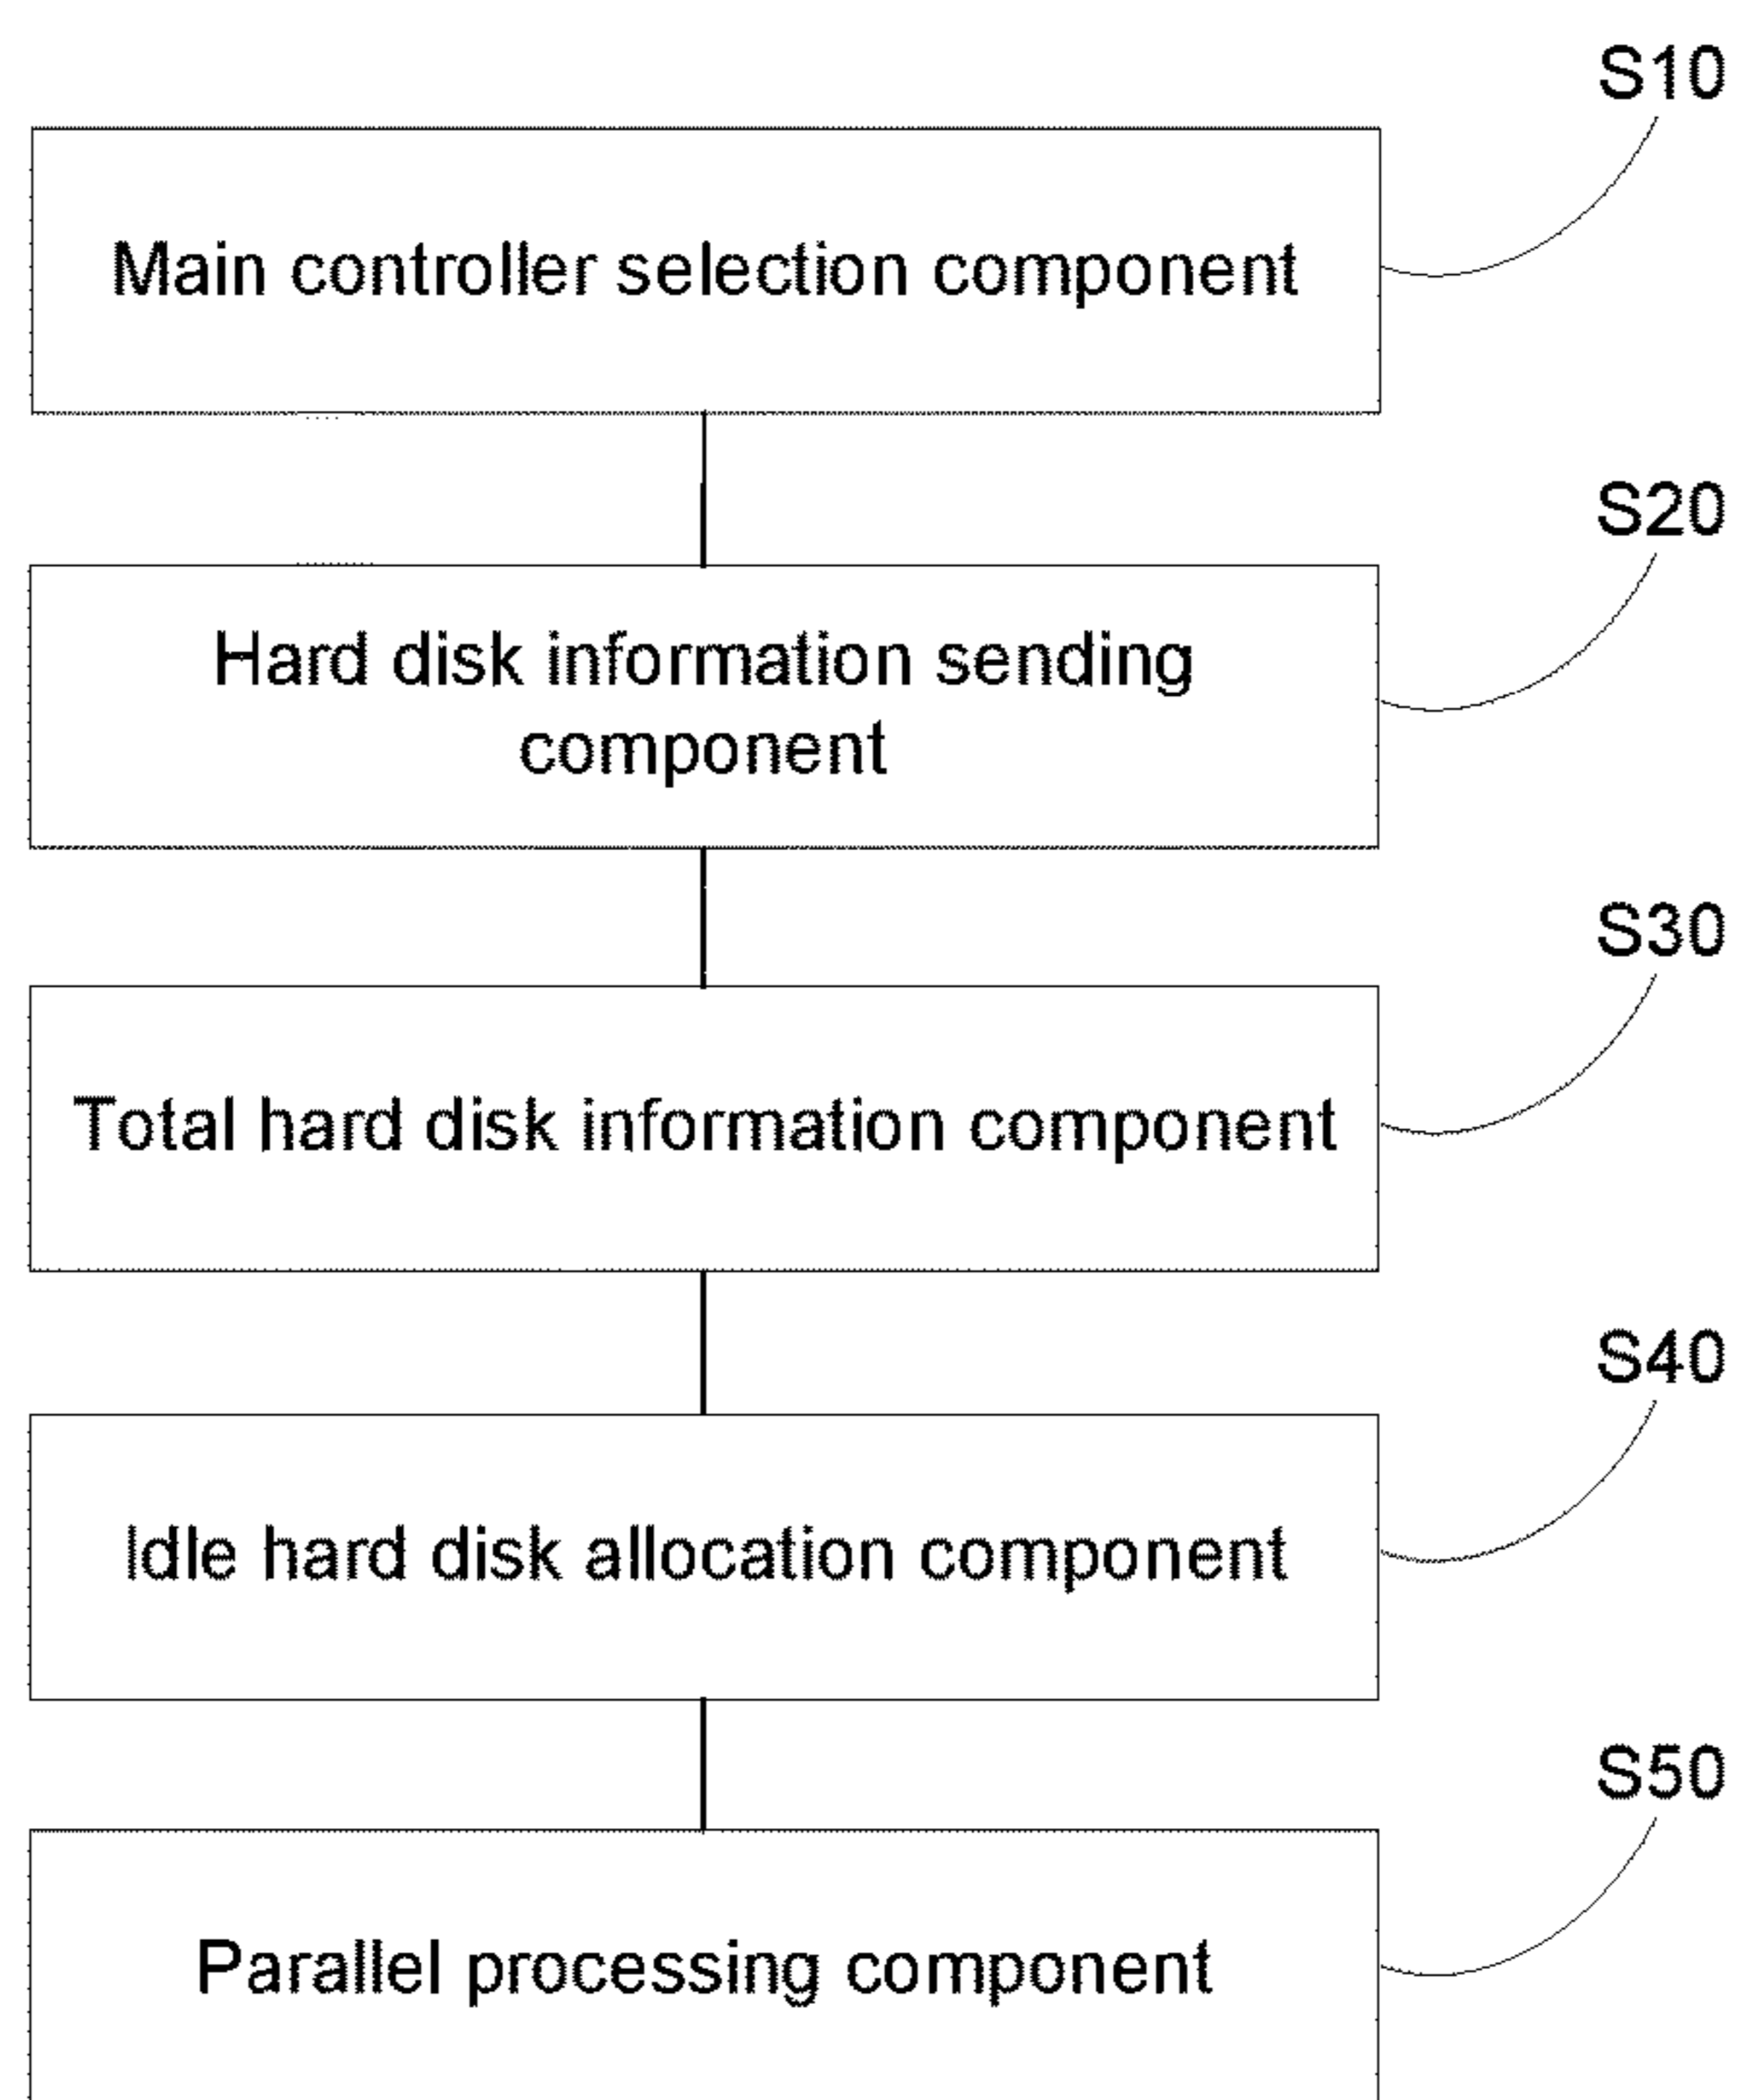 S10
Main controller selection component
S20
Hard disk information sending
component
S30
Total hard disk information component
S40
Idle hard disk allocation component
S50
Parallel processing component